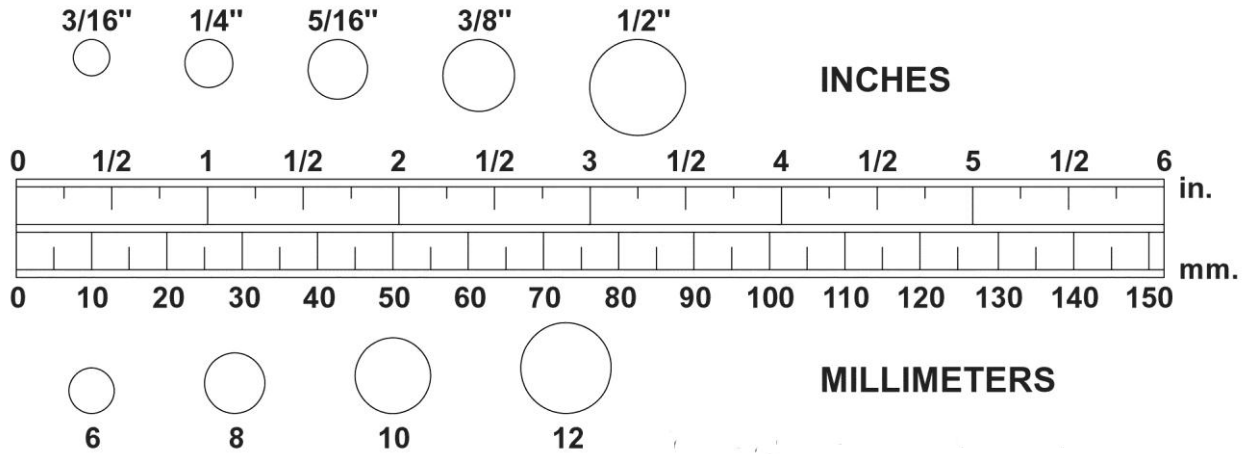 3/16" 1/4" 5/16" 3/8" 1/2"
INCHES
0 1/2 1 1/2 2 1/2 3 1/2 4 1/2 5 1/2 6
in.
mm.
0 10 20 30 40 50 60 70 80 90 100 110 120 130 140 150
MILLIMETERS
6 8 10 12